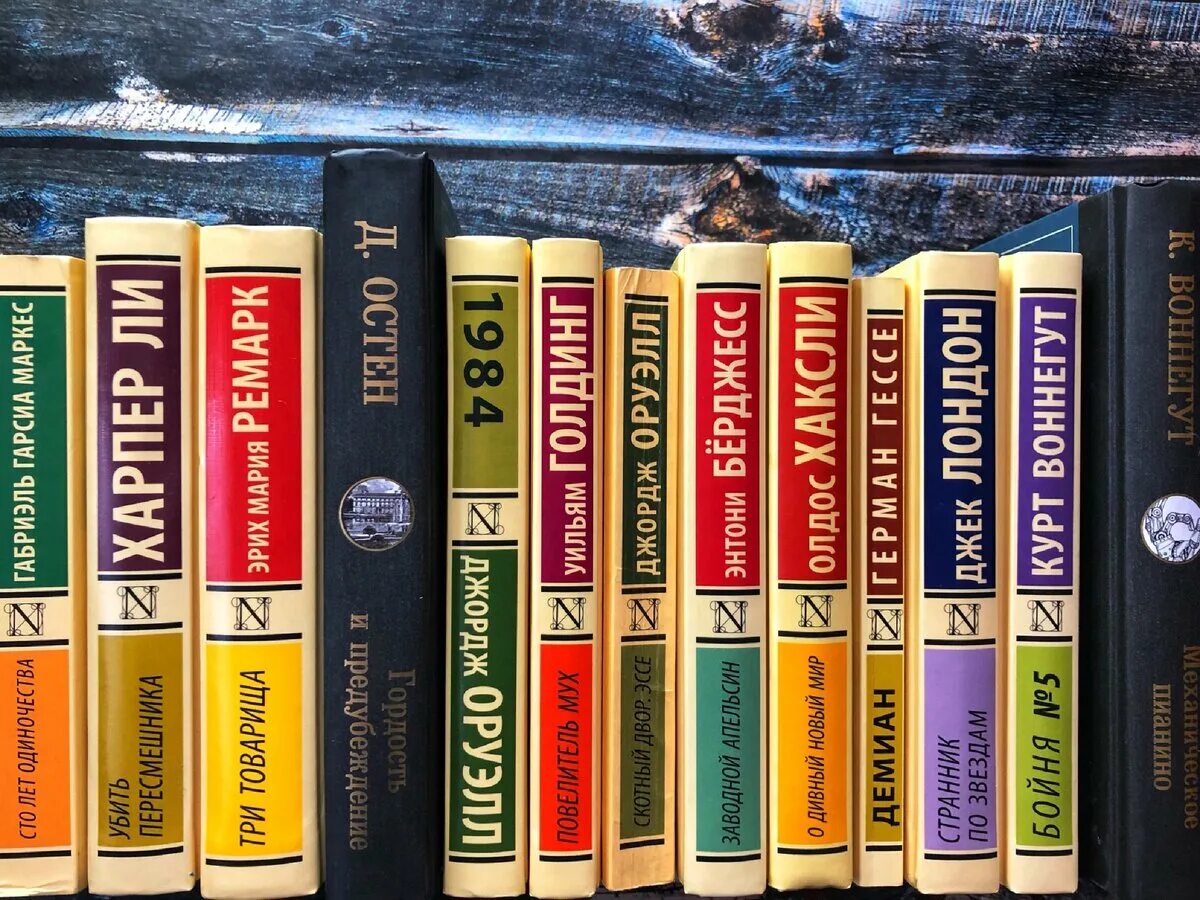 ГАБРИЭЛЬ ГАРСИА МАРКЕС
СТО ЛЕТ ОДИНОЧЕСТВА
ХАРПЕР ЛИ
УБИТЬ
ПЕРЕСМЕШНИКА
ЭРИХ МАРИЯ РЕМАРК
ТРИ ТОВАРИЩА
Д. ОСТЕН
Гордость
и предубеждение
1984
ДЖОРДЖ ОРУЭЛЛ
УИЛЬЯМ ГОЛДИНГ
ПОВЕЛИТЕЛЬ МУХ
ДЖОРДЖ ОРУЭЛЛ
СКОТНЫЙ ДВОР. ЭССЕ
ЭНТОНИ БЁРДЖЕСС
ЗАВОДНОЙ АПЕЛЬСИН
ОЛДОС ХАКСЛИ
О ДИВНЫЙ НОВЫЙ МИР
ГЕРМАН ГЕССЕ
ДЕМИАН
ДЖЕК ЛОНДОН
СТРАННИК
ПО ЗВЕЗДАМ
КУРТ ВОННЕГУТ
БОЙНЯ №5
К. ВОННЕГУТ
Механическое
пианино